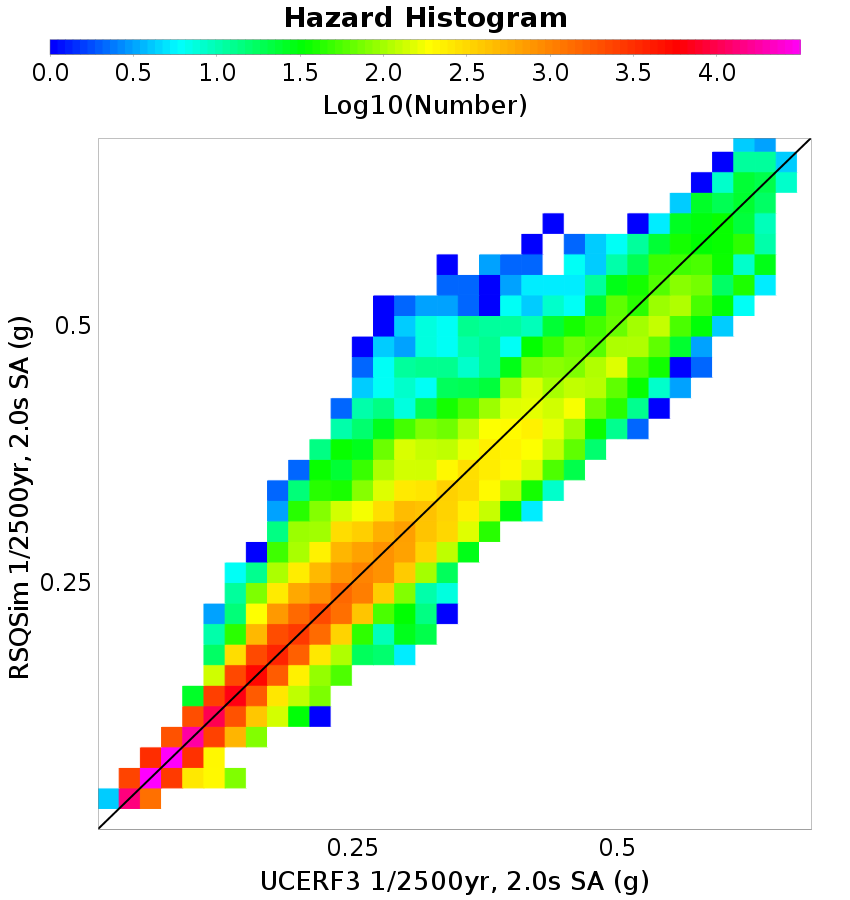 Hazard Histogram
0.0 0.5 1.0 1.5 2.0 2.5 3.0 3.5 4.0
Log10(Number)
RSQSim 1/2500yr, 2.0s SA (g)
0.5
0.25
0.25 0.5
UCERF3 1/2500yr, 2.0s SA (g)